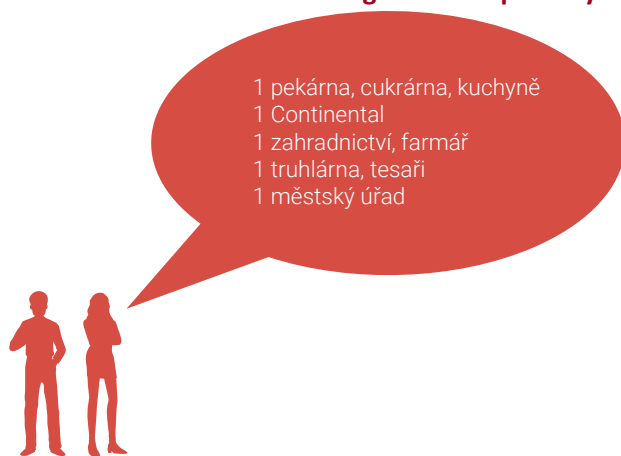 1 pekárna, cukrárna, kuchyně
1 Continental
1 zahradnictví, farmář
1 truhlárna, tesaři
1 městský úřad